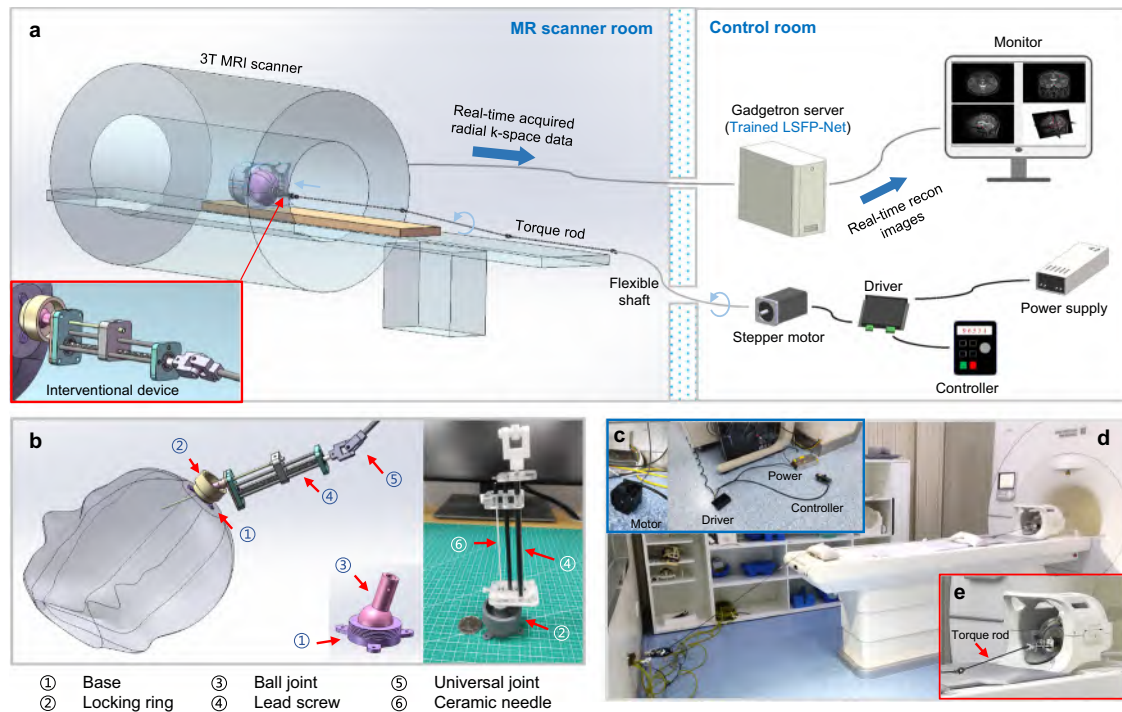 a
MR scanner room
Control room
3T MRI scanner
Monitor
Real-time acquired
radial k-space data
Gadgetron server
(Trained LSFP-Net)
Real-time recon
images
Torque rod
Flexible
shaft
Driver
Stepper motor
Power supply
Controller
Interventional device
b
②
⑤
④
①
③
①
⑥
④
②
c
d
Power
Controller
Driver
Motor
e
Torque rod
① Base ③ Ball joint ⑤ Universal joint
② Locking ring ④ Lead screw ⑥ Ceramic needle